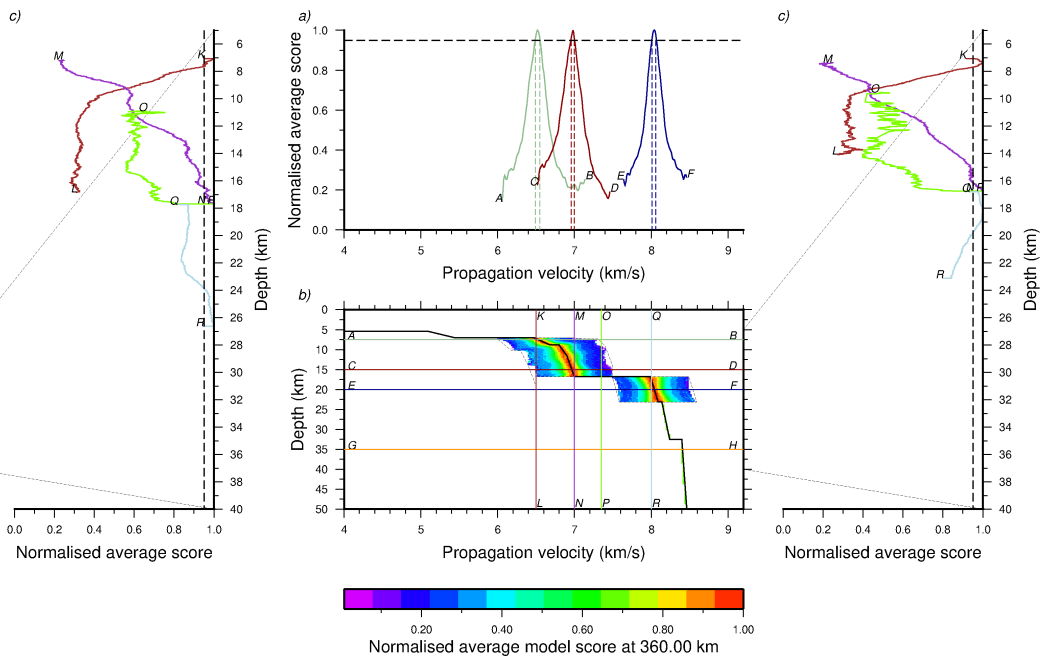 c)
a)
c)
Normalised average score
1.0
0.8
0.6
0.4
0.2
0.0
A
B
C
D
E
F
4 5 6 7 8 9
Propagation velocity (km/s)
M
K
O
Q
N
R
6
8
10
12
14
16
18
20
22
24
26
28
30
32
34
36
38
40
Depth (km)
0.0 0.2 0.4 0.6 0.8 1.0
Normalised average score
b)
Depth (km)
0
5
10
15
20
25
30
35
40
45
50
K M O Q
A B
C D
E F
G H
L N P R
4 5 6 7 8 9
Propagation velocity (km/s)
K
M
O
L
Q
N
R
6
8
10
12
14
16
18
20
22
24
26
28
30
32
34
36
38
40
Depth (km)
0.0 0.2 0.4 0.6 0.8 1.0
Normalised average score
0.20 0.40 0.60 0.80 1.00
Normalised average model score at 360.00 km